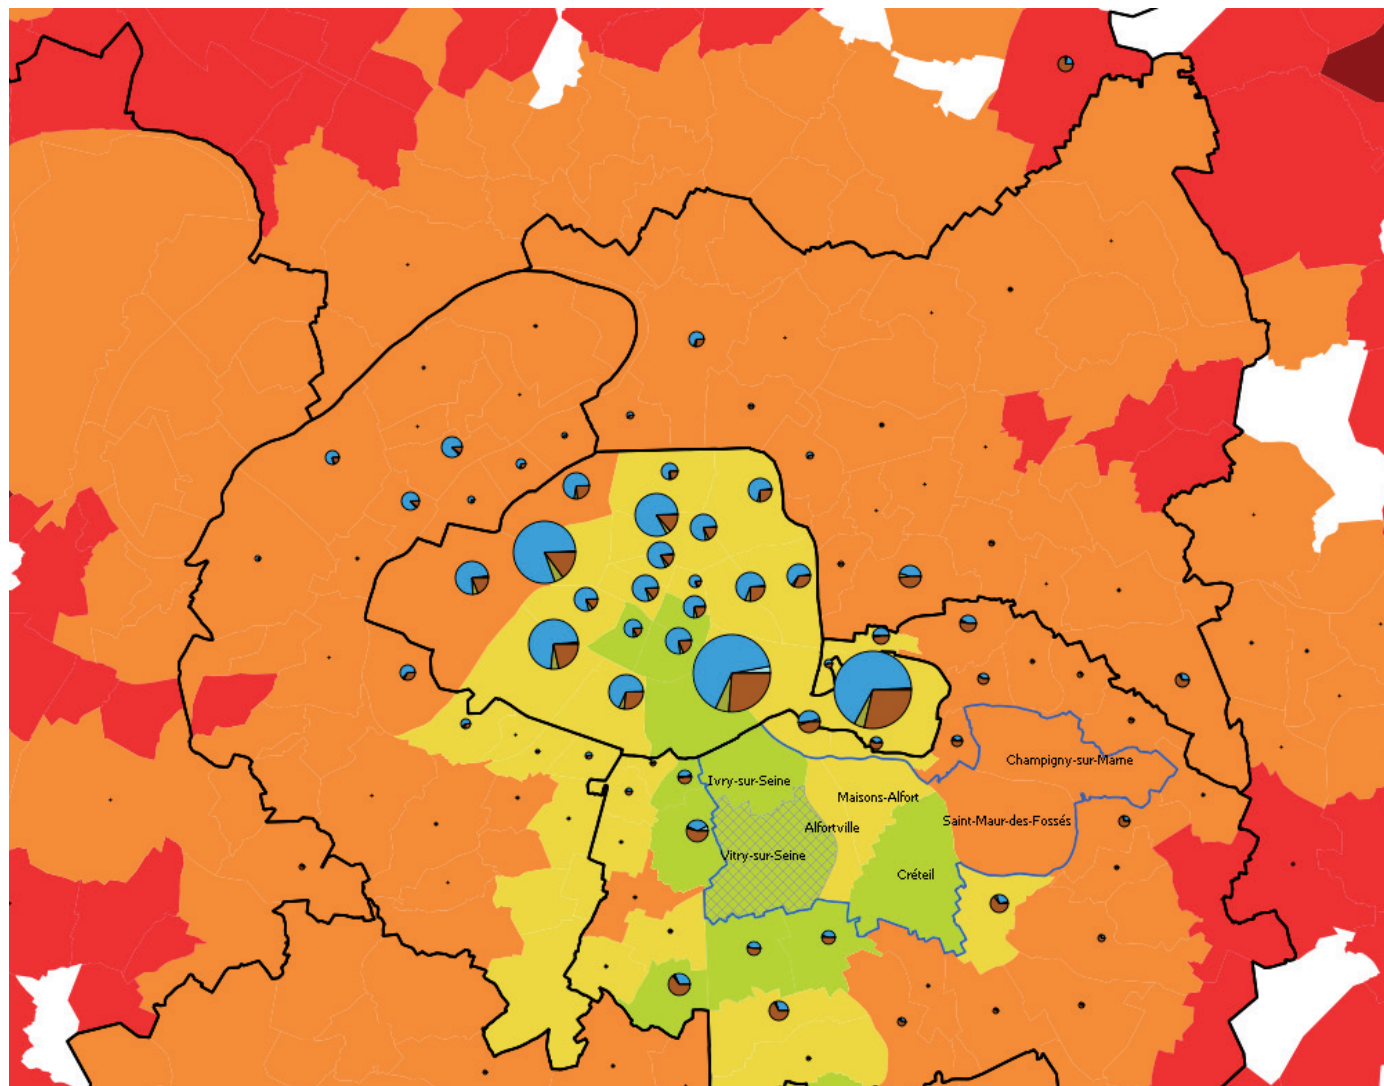 Champigny-sur-Marne
Ivry-sur-Seine
Maisons-Alfort
Saint-Maur-des-Fossés
Alfortville
Vitry-sur-Seine
Créteil